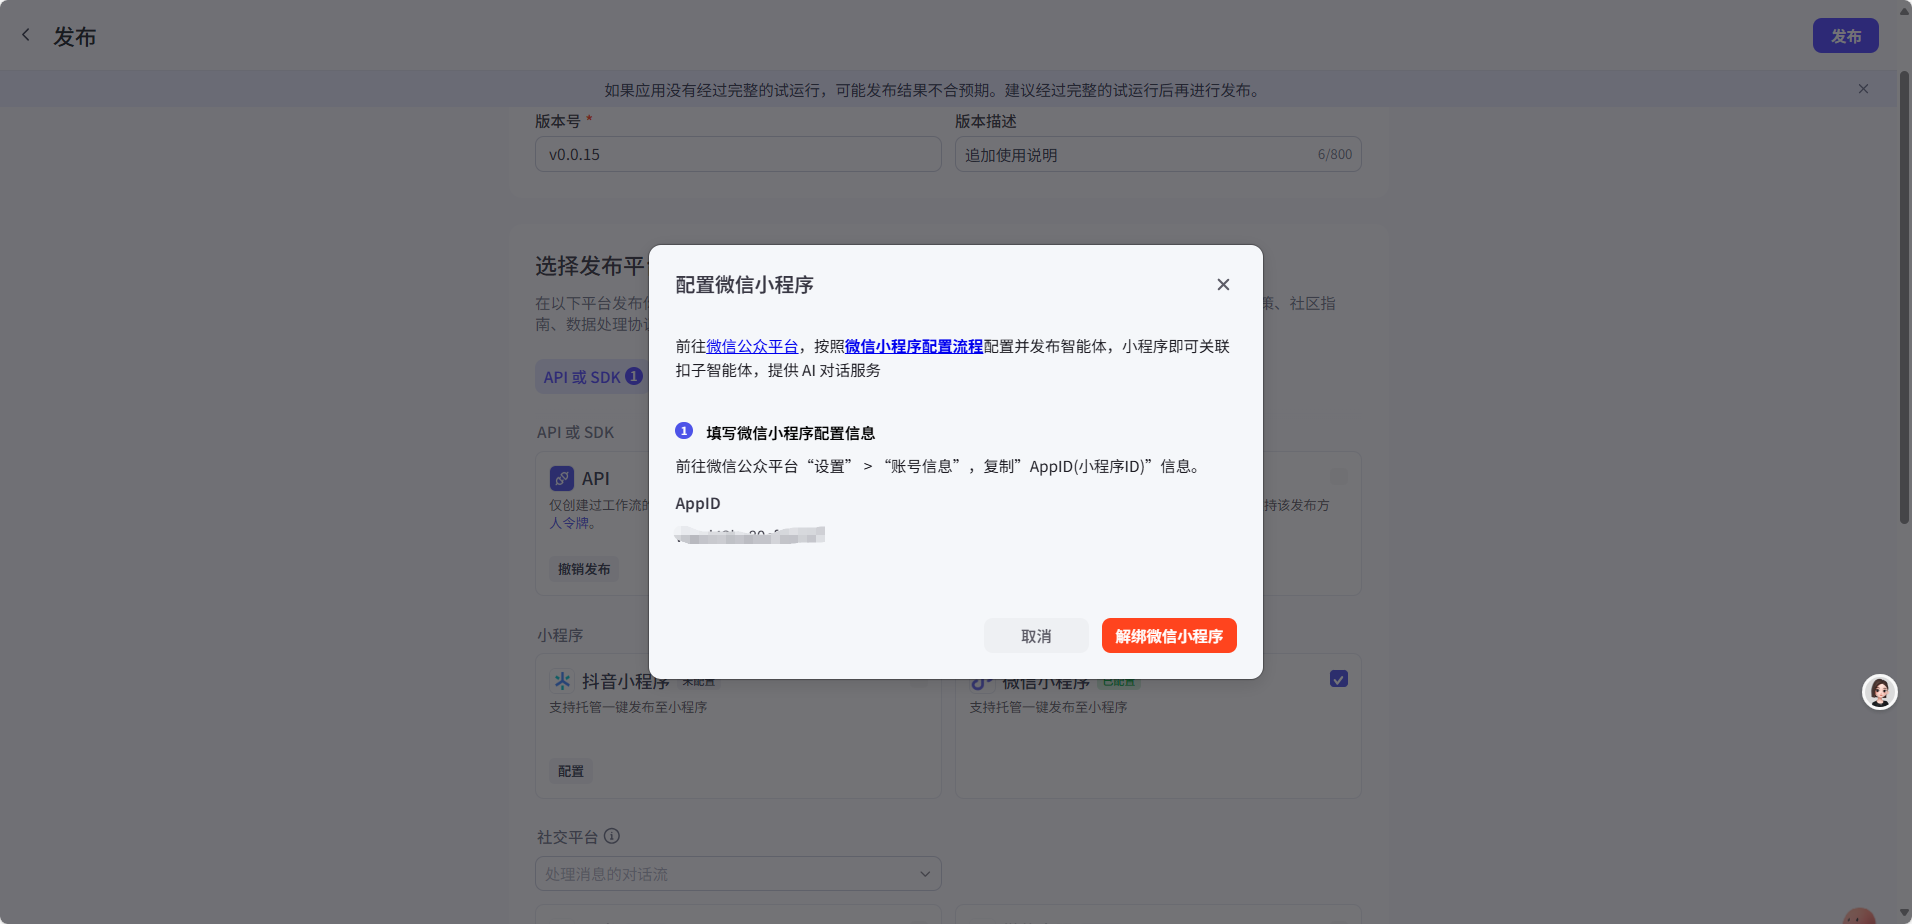 发布
发布
如果应用没有经过完整的试运行，可能发布结果不合预期。建议经过完整的试运行后再进行发布。
版本号 *
版本描述
v0.0.15
追加使用说明
6/800
选择发布平
在以下平台发布
策、社区指
南、数据处理协
API 或 SDK 1
API 或 SDK
API
仅创建过工作流的
持该发布方
人令牌。
撤销发布
配置微信小程序
前往微信公众平台，按照微信小程序配置流程配置并发布智能体，小程序即可关联
扣子智能体，提供 AI 对话服务
1 填写微信小程序配置信息
前往微信公众平台“设置” > “账号信息”，复制”AppID(小程序ID)”信息。
AppID
取消
解绑微信小程序
小程序
抖音小程序 未配置
微信小程序 已配置
支持托管一键发布至小程序
支持托管一键发布至小程序
配置
社交平台
处理消息的对话流